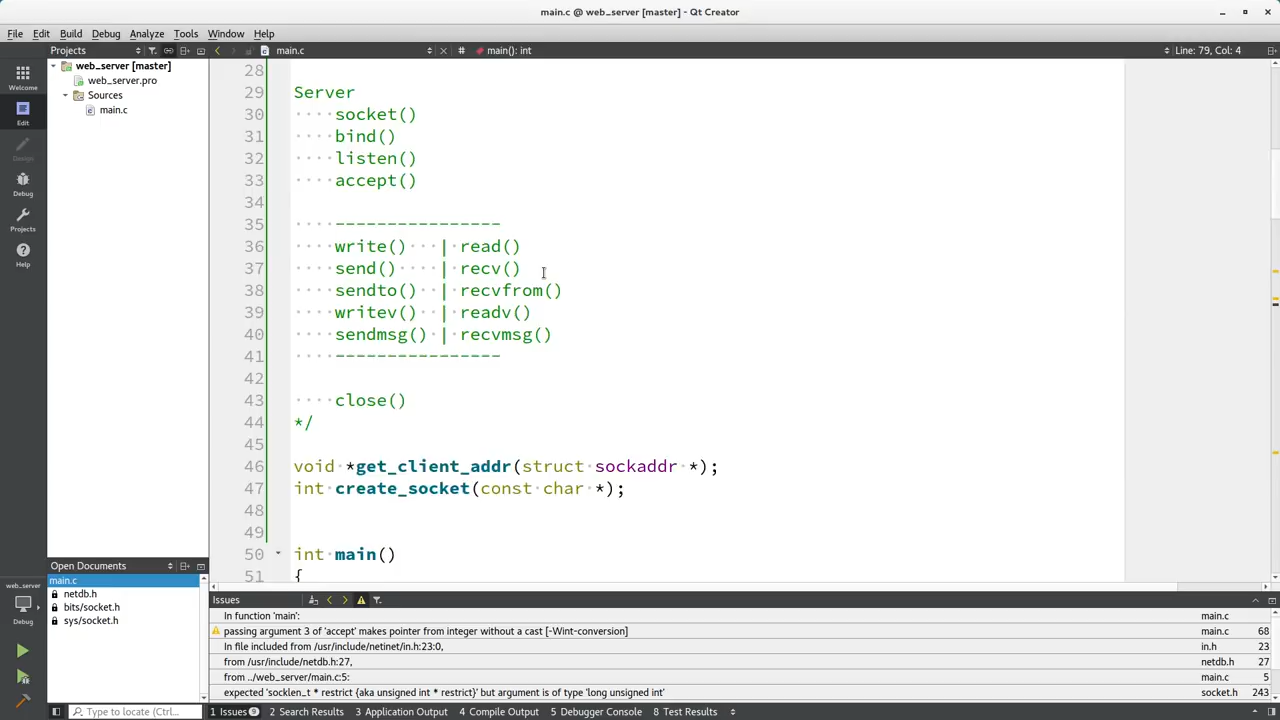 main.c @ web_server [master] - Qt Creator
File Edit Build Debug Analyze Tools Window Help
Projects main.c # main(): int Line: 79, Col: 4
web_server [master]
web_server.pro
Sources
main.c
Welcome
Edit
Design
Debug
Projects
Help
28
29 Server
30 socket()
31 bind()
32 listen()
33 accept()
34
35 ----------------
36 write() | read()
37 send() | recv()
38 sendto() | recvfrom()
39 writev() | readv()
40 sendmsg() | recvmsg()
41 ----------------
42
43 close()
44 */
45
46 void *get_client_addr(struct sockaddr *);
47 int create_socket(const char *);
48
49
50 int main()
51 {
Open Documents
main.c
netdb.h
bits/socket.h
sys/socket.h
web_server
Debug
Issues
In function 'main': main.c
passing argument 3 of 'accept' makes pointer from integer without a cast [-Wint-conversion] main.c 68
In file included from /usr/include/netinet/in.h:23:0, in.h 23
from /usr/include/netdb.h:27, netdb.h 27
from ../web_server/main.c:5: main.c 5
expected 'socklen_t * restrict {aka unsigned int * restrict}' but argument is of type 'long unsigned int' socket.h 243
Type to locate (Ctrl... 1 Issues 9 2 Search Results 3 Application Output 4 Compile Output 5 Debugger Console 8 Test Results